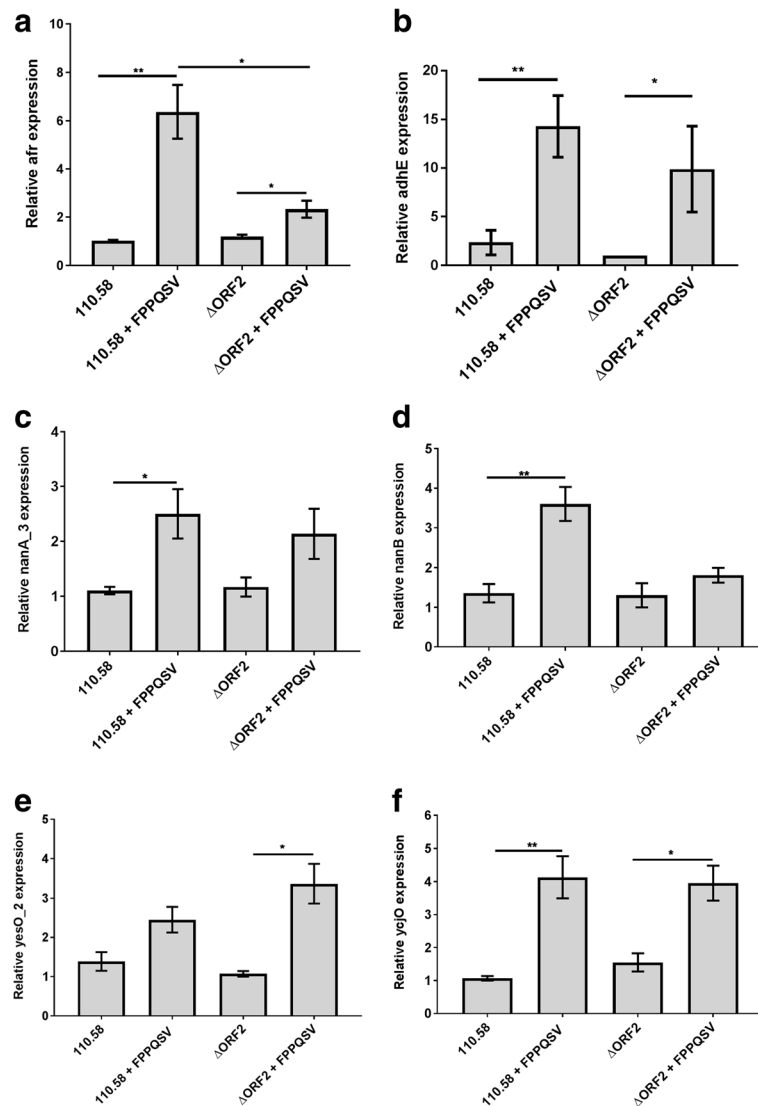 a
Relative afr expression
10
8
6
4
2
0
**
*
*
110.58
110.58 + FPPQSV
ΔORF2
ΔORF2 + FPPQSV
b
Relative adhE expression
20
15
10
5
0
**
*
110.58
110.58 + FPPQSV
ΔORF2
ΔORF2 + FPPQSV
c
Relative nanA_3 expression
4
3
2
1
0
*
110.58
110.58 + FPPQSV
ΔORF2
ΔORF2 + FPPQSV
d
Relative nanB expression
5
4
3
2
1
0
**
110.58
110.58 + FPPQSV
ΔORF2
ΔORF2 + FPPQSV
e
Relative yesO_2 expression
5
4
3
2
1
0
*
110.58
110.58 + FPPQSV
ΔORF2
ΔORF2 + FPPQSV
f
Relative ycjO expression
6
5
4
3
2
1
0
**
*
110.58
110.58 + FPPQSV
ΔORF2
ΔORF2 + FPPQSV